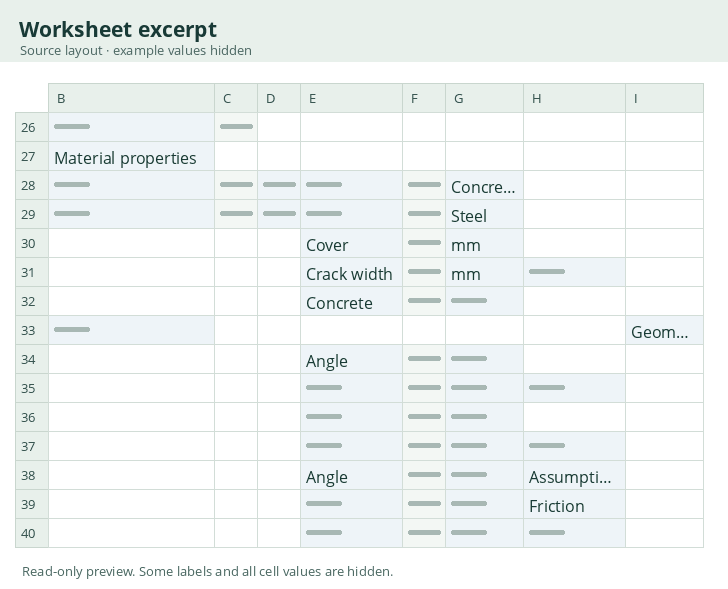 Worksheet excerpt
Source layout · example values hidden
B C D E F G H I
26
27 Material properties
28 Concre...
29 Steel
30 Cover mm
31 Crack width mm
32 Concrete
33 Geom...
34 Angle
35
36
37
38 Angle Assumpti...
39 Friction
40
Read-only preview. Some labels and all cell values are hidden.